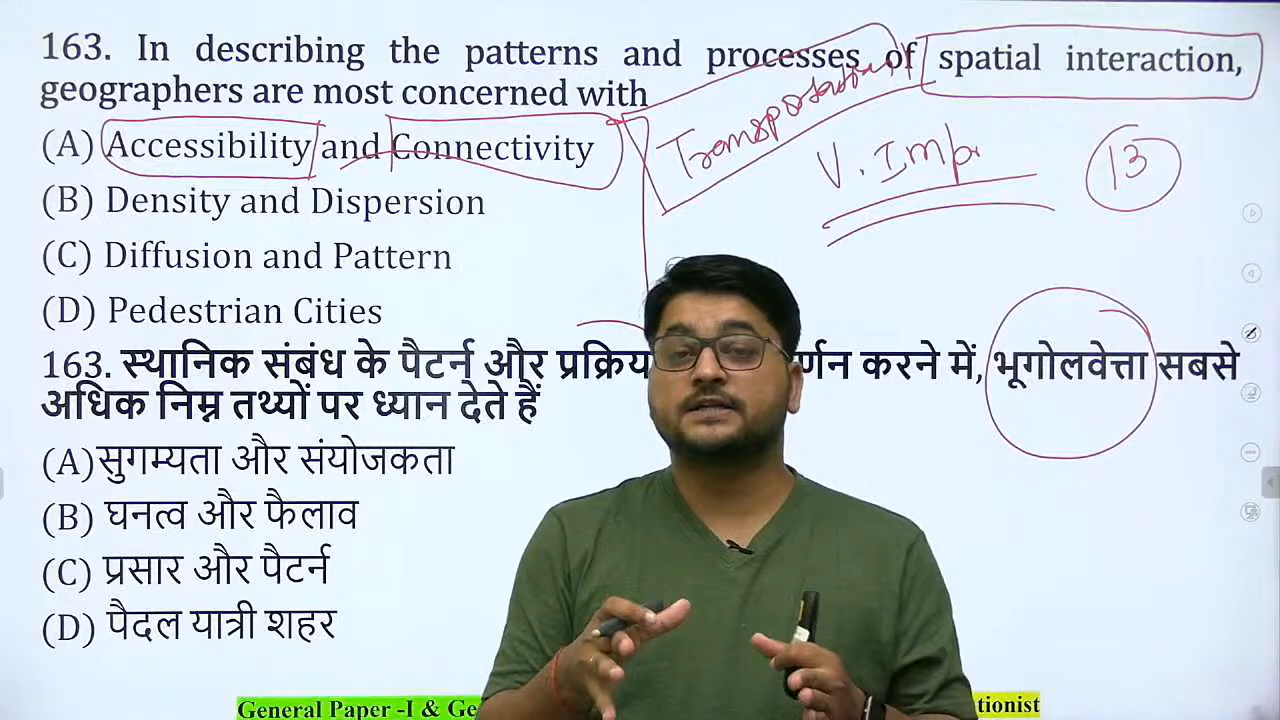 163. In describing the patterns and processes of spatial interaction,
geographers are most concerned with
(A) Accessibility and Connectivity
(B) Density and Dispersion
(C) Diffusion and Pattern
(D) Pedestrian Cities
Transportation
V. Imp.
13
163. स्थानिक संबंध के पैटर्न और प्रक्रिय र्णन करने में, भूगोलवेत्ता सबसे
अधिक निम्न तथ्यों पर ध्यान देते हैं
(A)सुगम्यता और संयोजकता
(B) घनत्व और फैलाव
(C) प्रसार और पैटर्न
(D) पैदल यात्री शहर
General Paper -I & Ge tionist